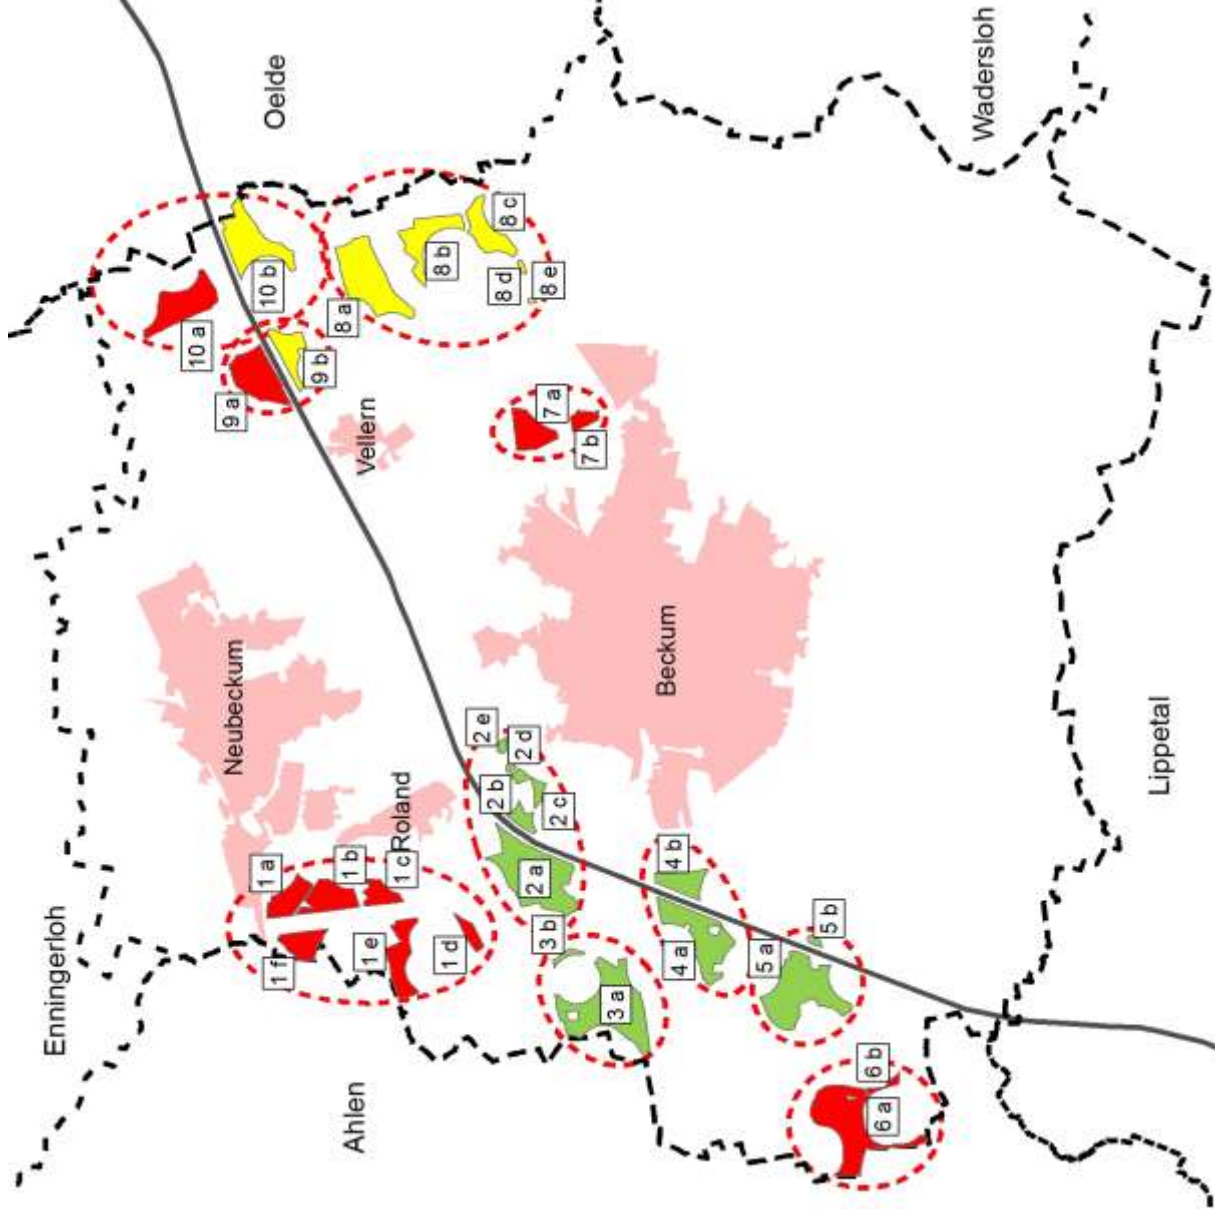 Enningerloh
10 a
9 a
Neubeckum
1 a
10 b
Oelde
1 f
9 b
8 a
1 b
Ahlen
Vellern
1 e
1 c
Roland
8 b
1 d
2 e
2 b
8 d
8 c
2 d
2 a
3 b
7 a
8 e
2 c
7 b
3 a
Beckum
4 b
4 a
5 a
5 b
6 b
6 a
Wadersloh
Lippetal